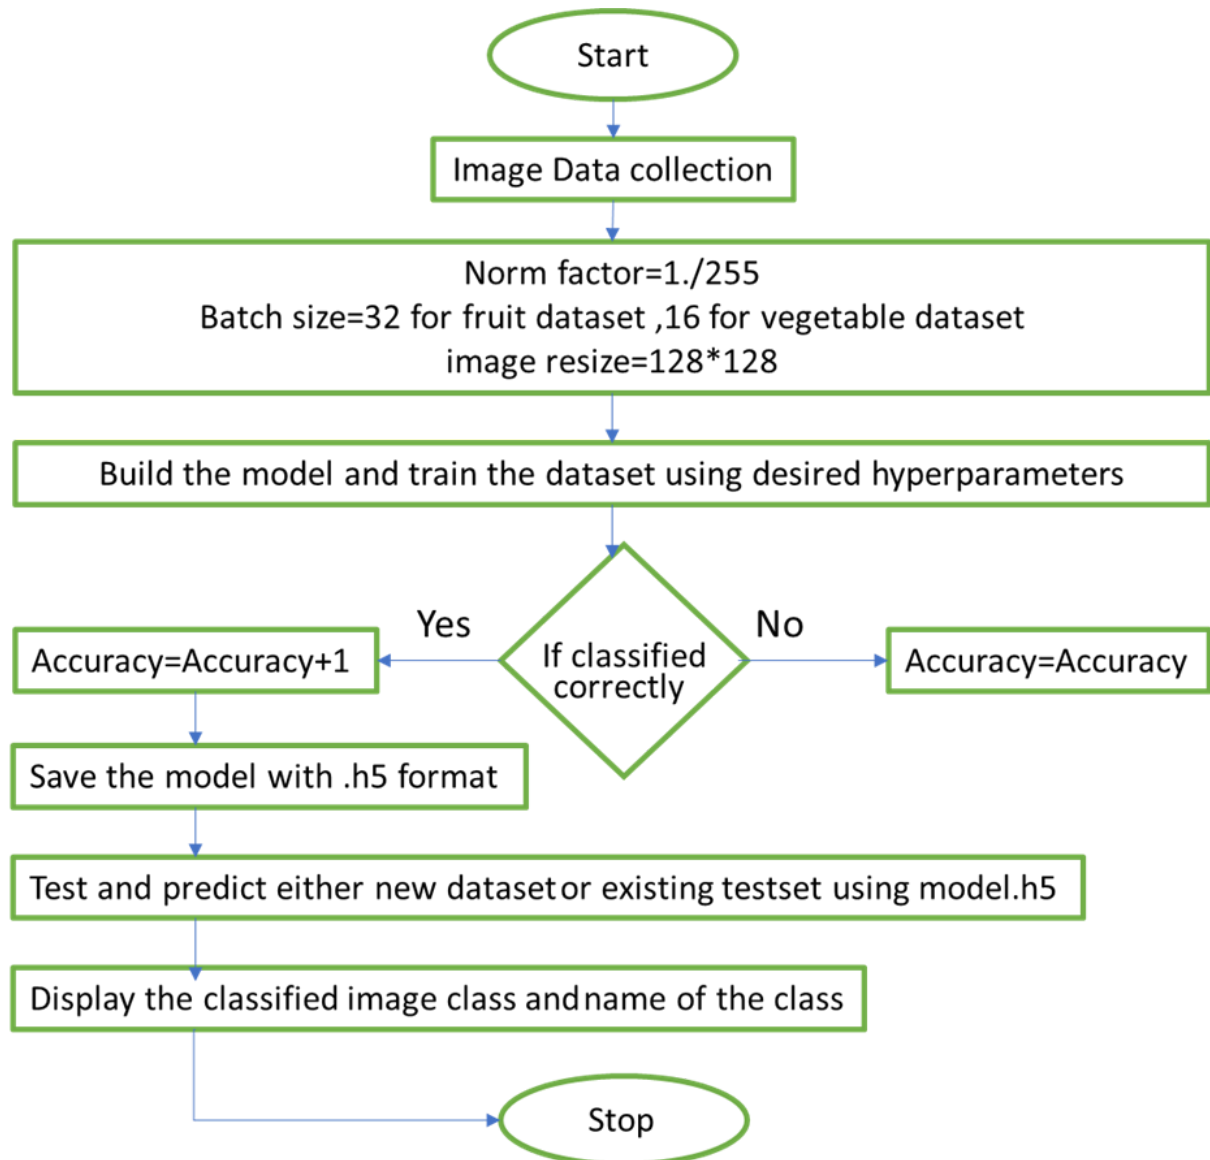 Start
Image Data collection
Norm factor=1./255
Batch size=32 for fruit dataset ,16 for vegetable dataset
image resize=128*128
Build the model and train the dataset using desired hyperparameters
Yes
No
If classified
correctly
Accuracy=Accuracy+1
Accuracy=Accuracy
Save the model with .h5 format
Test and predict either new dataset or existing testset using model.h5
Display the classified image class and name of the class
Stop